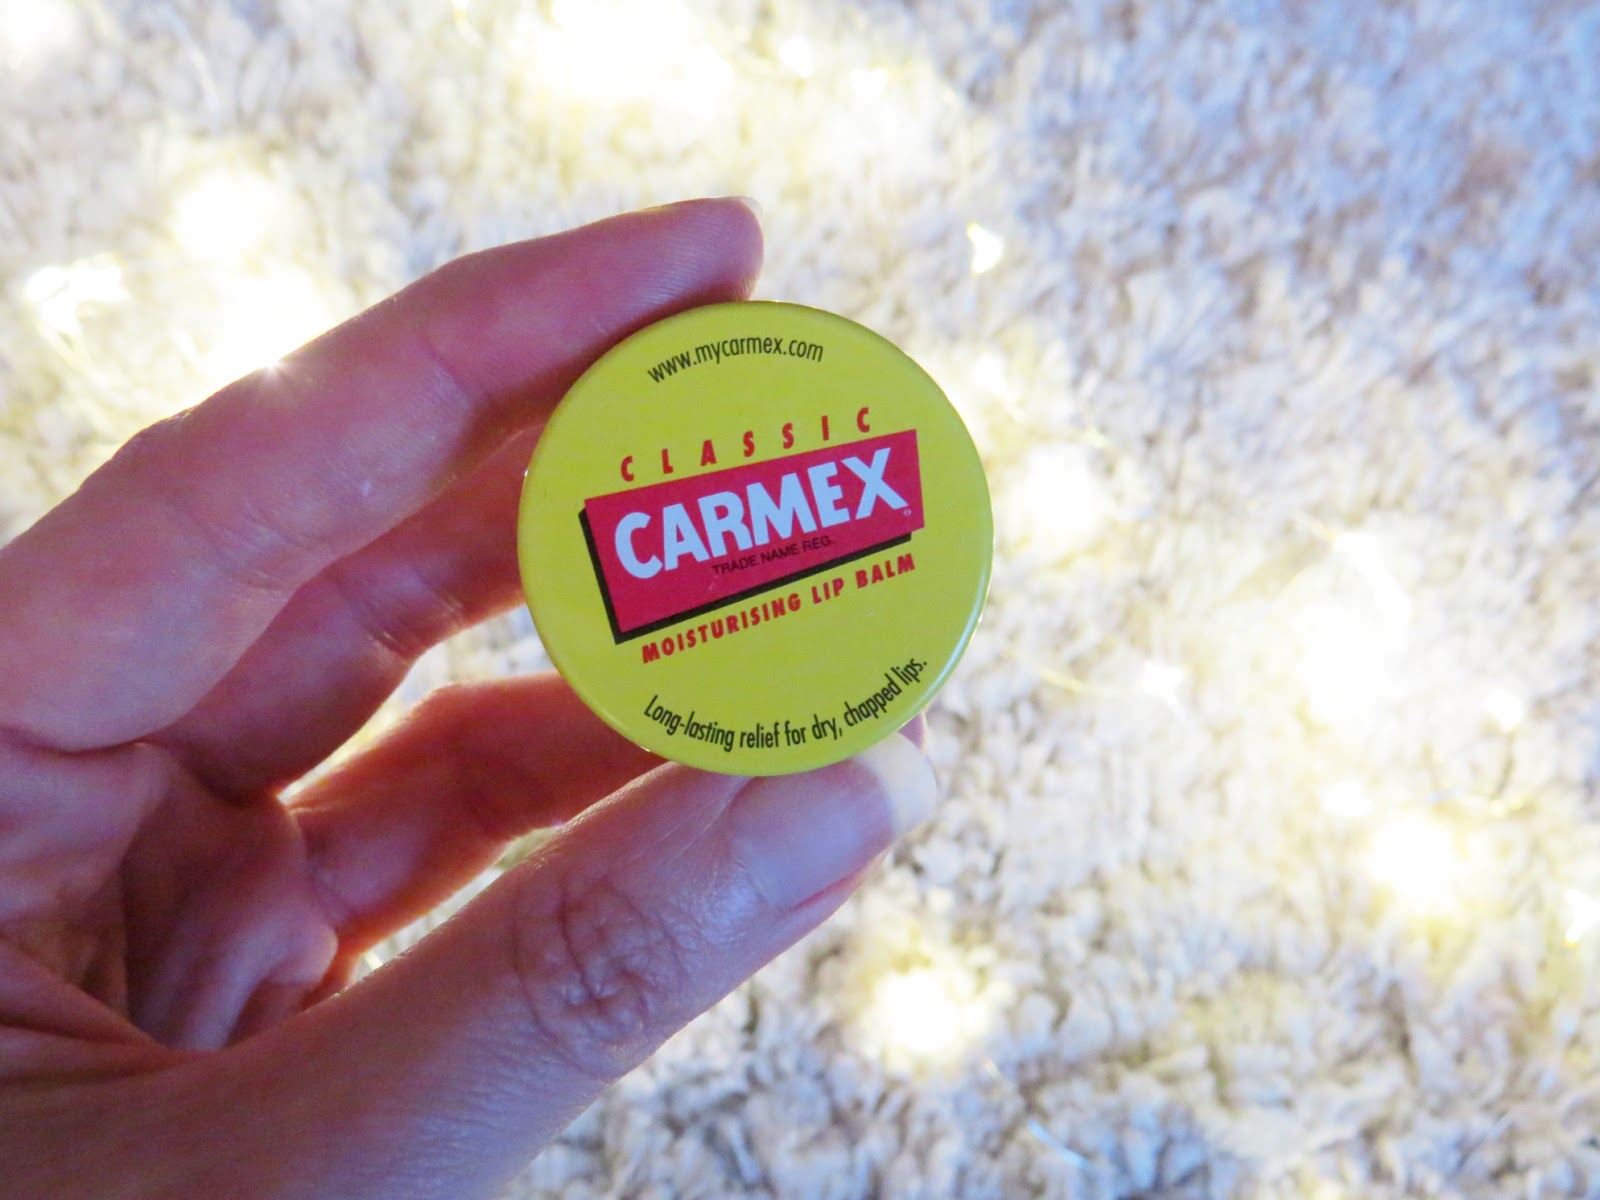 www.mycarmex.com
CLASSIC
CARMEX
TRADE NAME REG.
MOISTURISING LIP BALM
Long-lasting relief for dry, chapped lips.